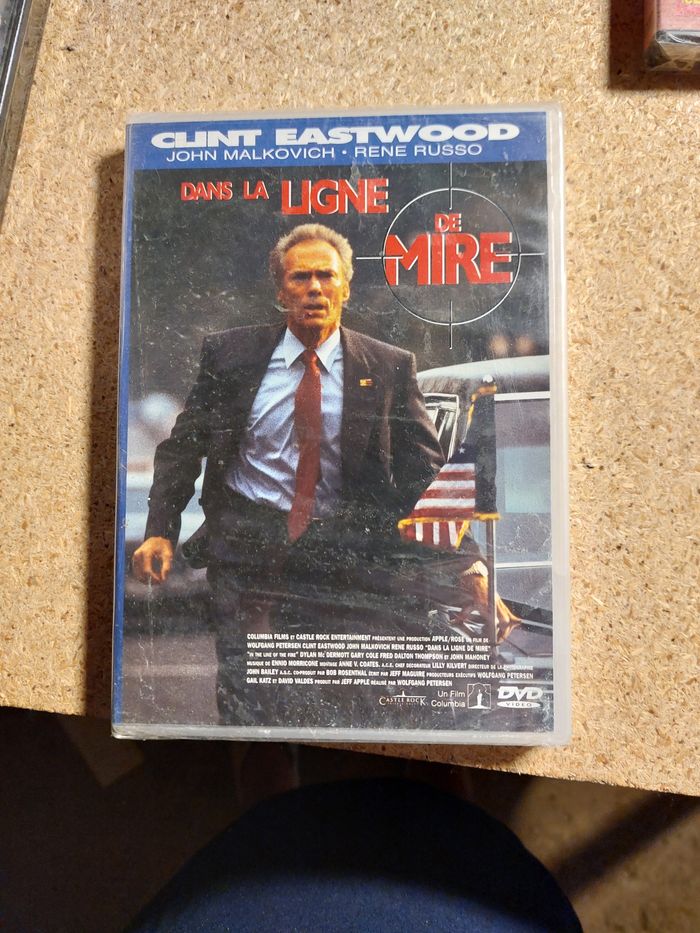 CLINT EASTWOOD
JOHN MALKOVICH • RENE RUSSO
DANS LA LIGNE
DE
MIRE
COLUMBIA FILMS ET CASTLE ROCK ENTERTAINMENT PRÉSENTENT UNE PRODUCTION APPLE/ROSE UN FILM DE
WOLFGANG PETERSEN CLINT EASTWOOD JOHN MALKOVICH RENE RUSSO "DANS LA LIGNE DE MIRE"
"IN THE LINE OF THE FIRE" DYLAN Mc DERMOTT GARY COLE FRED DALTON THOMPSON ET JOHN MAHONEY
MUSIQUE DE ENNIO MORRICONE MONTAGE ANNE V. COATES, A.C.E. CHEF DÉCORATEUR LILLY KILVERT DIRECTEUR DE LA PHOTOGRAPHIE
JOHN BAILEY A.S.C. CO-PRODUIT PAR BOB ROSENTHAL ÉCRIT PAR JEFF MAGUIRE PRODUCTEURS EXÉCUTIFS WOLFGANG PETERSEN
GAIL KATZ ET DAVID VALDES PRODUIT PAR JEFF APPLE RÉALISÉ PAR WOLFGANG PETERSEN
CASTLE ROCK
Un Film
Columbia
DVD
VIDEO